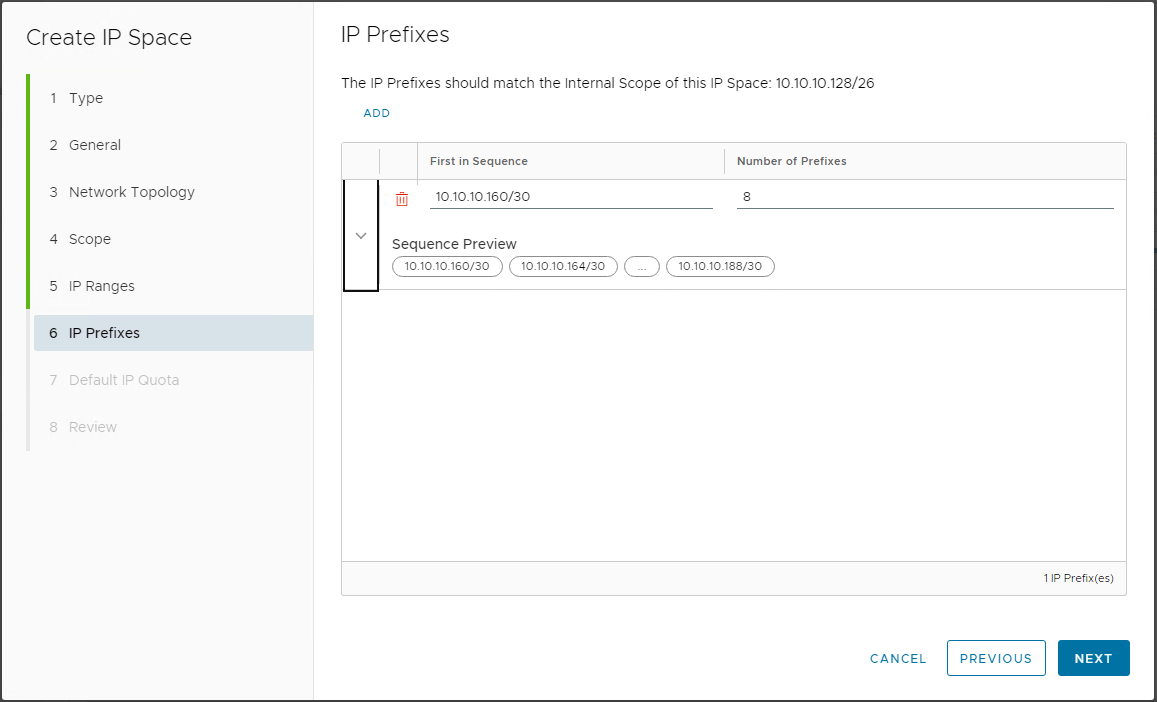 Create IP Space
1 Type
2 General
3 Network Topology
4 Scope
5 IP Ranges
6 IP Prefixes
7 Default IP Quota
8 Review
IP Prefixes
The IP Prefixes should match the Internal Scope of this IP Space: 10.10.10.128/26
ADD
First in Sequence Number of Prefixes
10.10.10.160/30 8
Sequence Preview
10.10.10.160/30 10.10.10.164/30 ... 10.10.10.188/30
1 IP Prefix(es)
CANCEL PREVIOUS NEXT